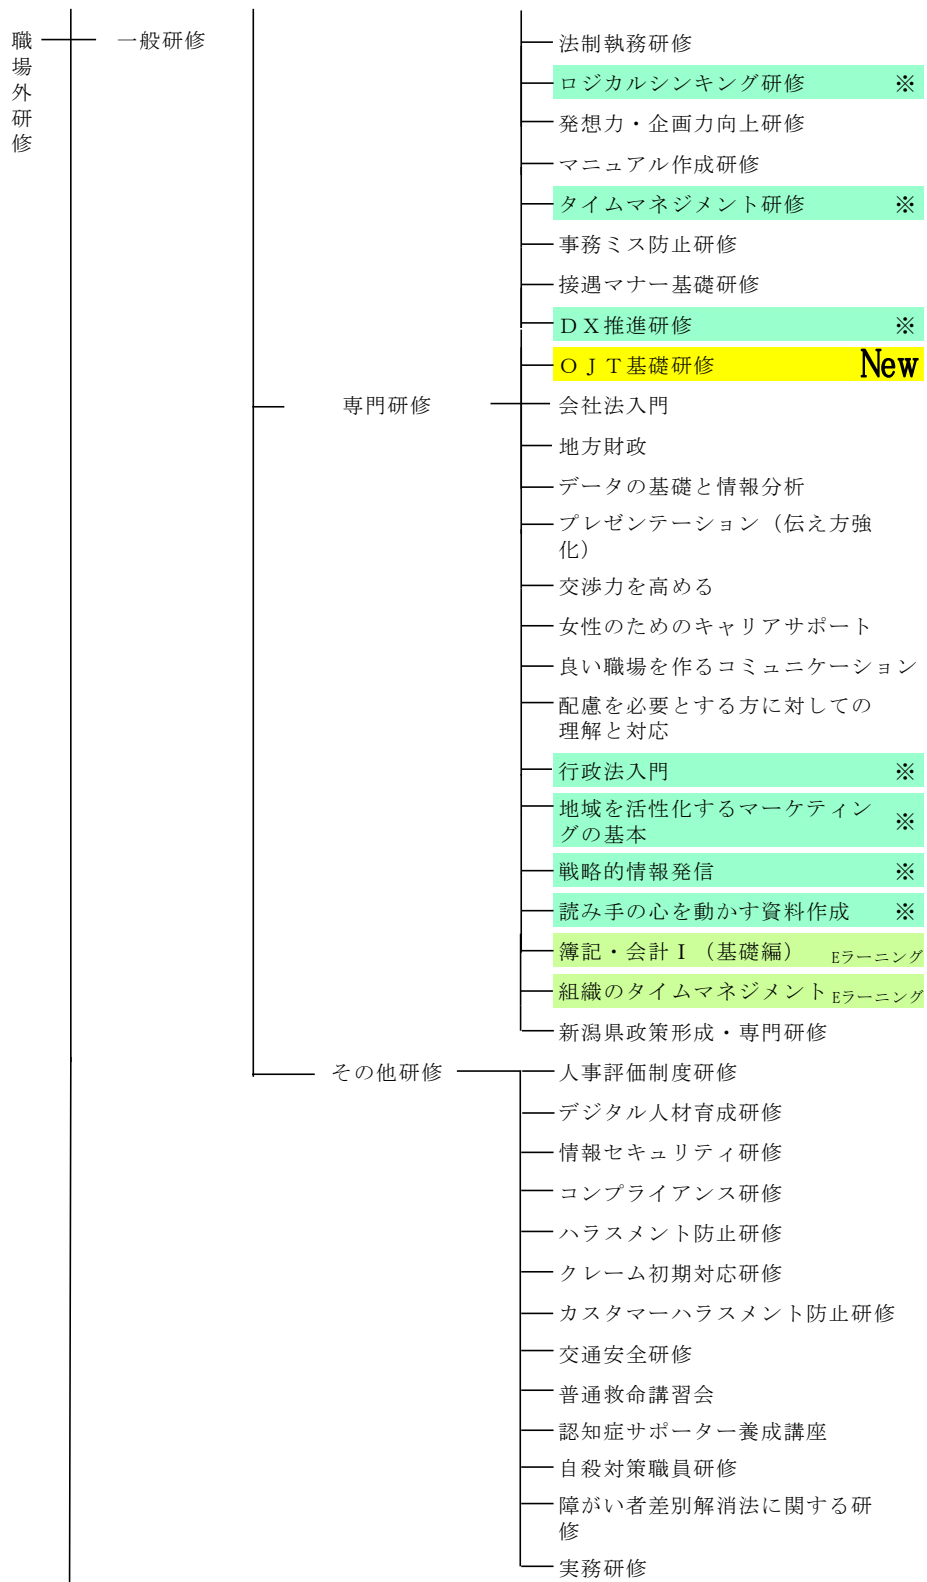 職場外研修
一般研修
法制執務研修
ロジカルシンキング研修 ※
発想力・企画力向上研修
マニュアル作成研修
タイムマネジメント研修 ※
事務ミス防止研修
接遇マナー基礎研修
ＤＸ推進研修 ※
ＯＪＴ基礎研修 New
専門研修
会社法入門
地方財政
データの基礎と情報分析
プレゼンテーション（伝え方強
化）
交渉力を高める
女性のためのキャリアサポート
良い職場を作るコミュニケーション
配慮を必要とする方に対しての
理解と対応
行政法入門 ※
地域を活性化するマーケティン
グの基本 ※
戦略的情報発信 ※
読み手の心を動かす資料作成 ※
簿記・会計Ⅰ（基礎編） Eラーニング
組織のタイムマネジメント Eラーニング
新潟県政策形成・専門研修
その他研修
人事評価制度研修
デジタル人材育成研修
情報セキュリティ研修
コンプライアンス研修
ハラスメント防止研修
クレーム初期対応研修
カスタマーハラスメント防止研修
交通安全研修
普通救命講習会
認知症サポーター養成講座
自殺対策職員研修
障がい者差別解消法に関する研
修
実務研修